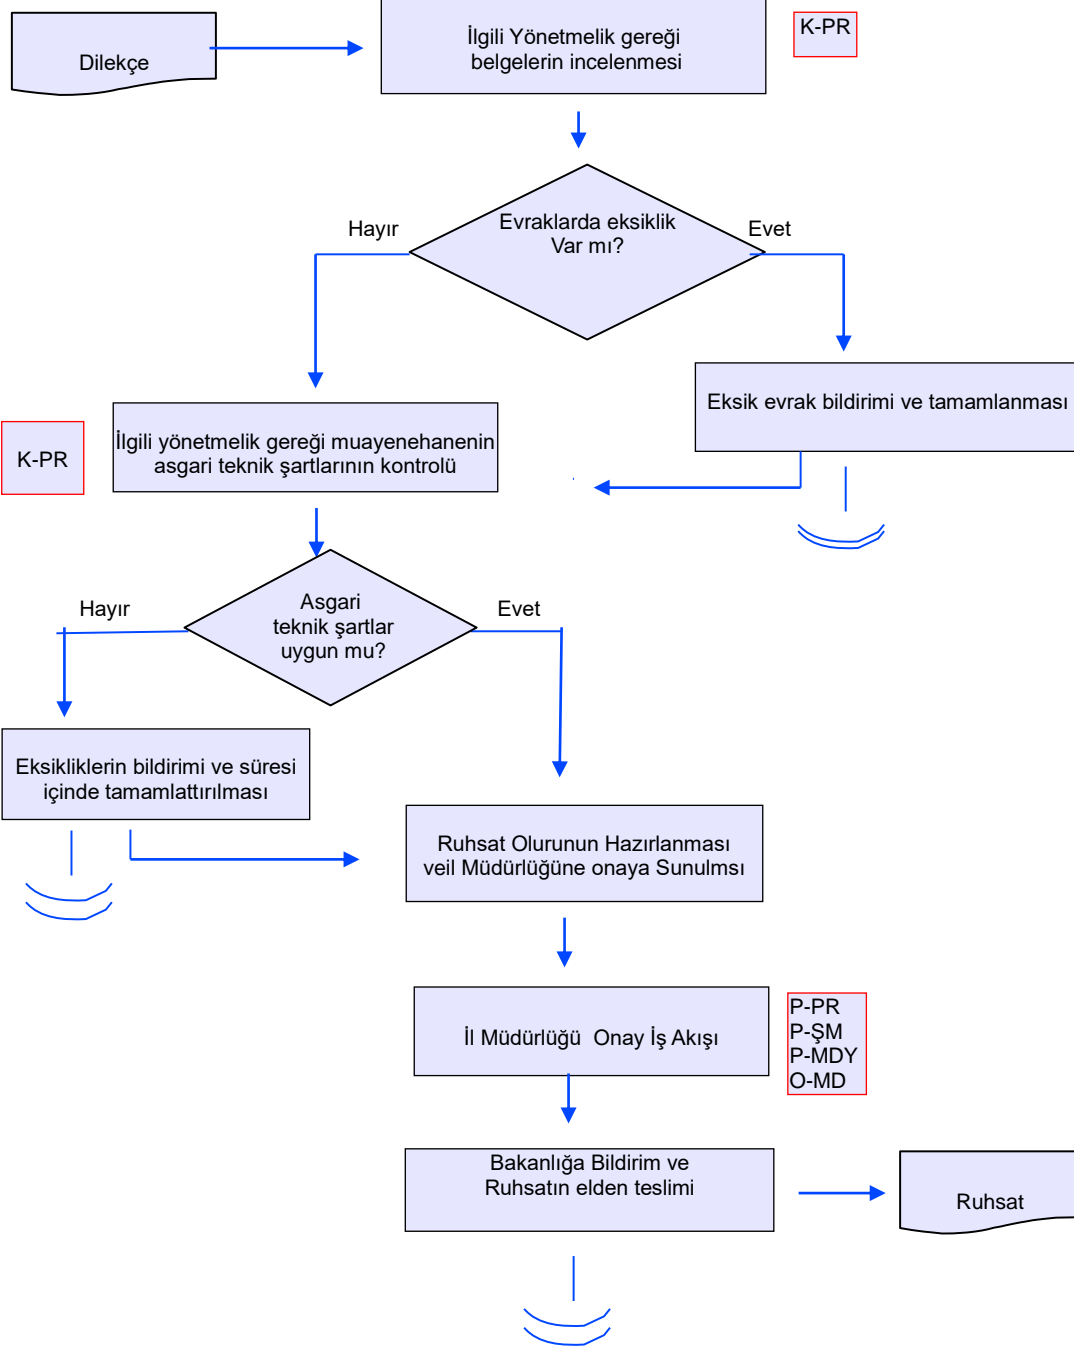 Dilekçe
İlgili Yönetmelik gereği
belgelerin incelenmesi
K-PR
Evraklarda eksiklik
Var mı?
Hayır
Evet
Eksik evrak bildirimi ve tamamlanması
K-PR
İlgili yönetmelik gereği muayenehanenin
asgari teknik şartlarının kontrolü
Asgari
teknik şartlar
uygun mu?
Hayır
Evet
Eksikliklerin bildirimi ve süresi
içinde tamamlattırılması
Ruhsat Olurunun Hazırlanması
veil Müdürlüğüne onaya Sunulmsı
İl Müdürlüğü  Onay İş Akışı
P-PR
P-ŞM
P-MDY
O-MD
Bakanlığa Bildirim ve
Ruhsatın elden teslimi
Ruhsat